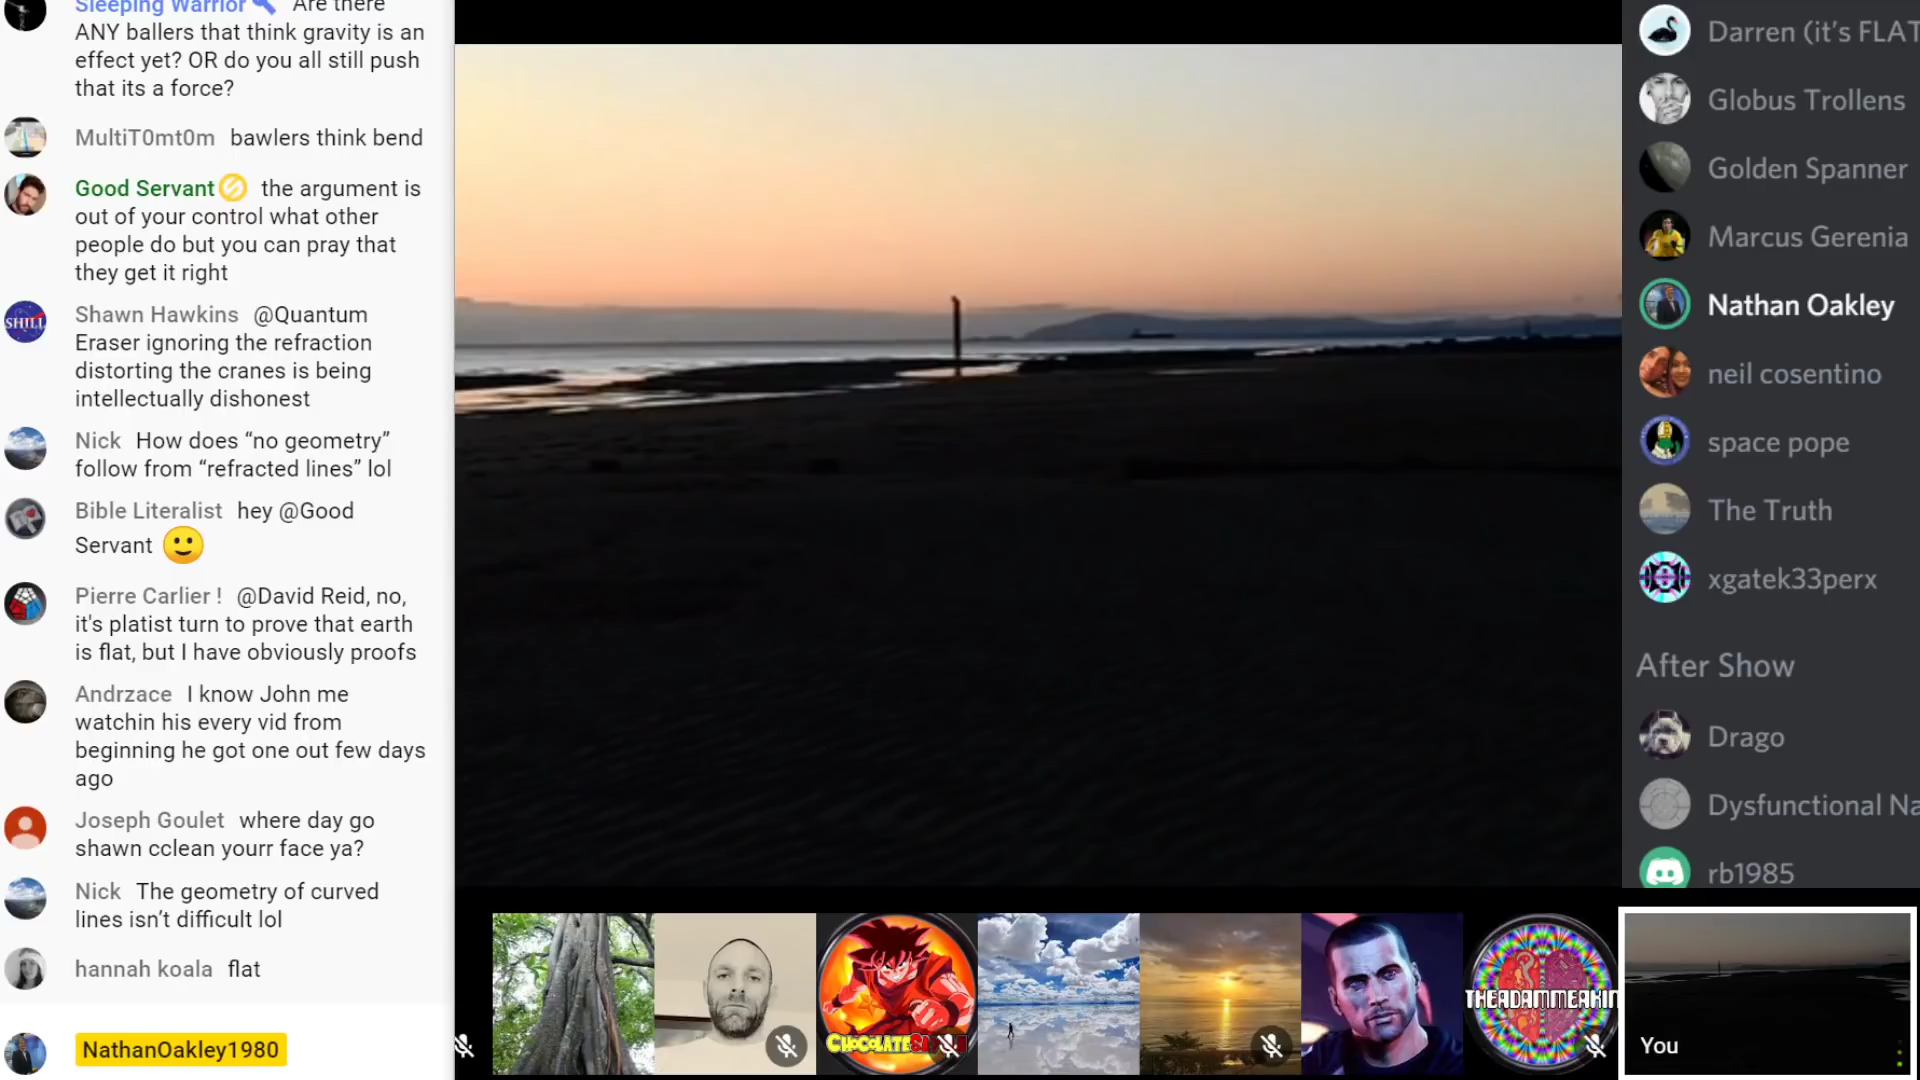 Sleeping Warrior Are there
ANY ballers that think gravity is an
effect yet? OR do you all still push
that its a force?
MultiT0mt0m bawlers think bend
Good Servant the argument is
out of your control what other
people do but you can pray that
they get it right
SHILL
Shawn Hawkins @Quantum
Eraser ignoring the refraction
distorting the cranes is being
intellectually dishonest
Nick How does “no geometry”
follow from “refracted lines” lol
Bible Literalist hey @Good
Servant
Pierre Carlier ! @David Reid, no,
it's platist turn to prove that earth
is flat, but I have obviously proofs
Andrzace I know John me
watchin his every vid from
beginning he got one out few days
ago
Joseph Goulet where day go
shawn cclean yourr face ya?
Nick The geometry of curved
lines isn’t difficult lol
hannah koala flat
NathanOakley1980
Darren (it’s FLAT
Globus Trollens
Golden Spanner
Marcus Gerenia
Nathan Oakley
neil cosentino
space pope
The Truth
xgatek33perx
After Show
Drago
Dysfunctional Na
rb1985
THEADAMMEAKIN
You